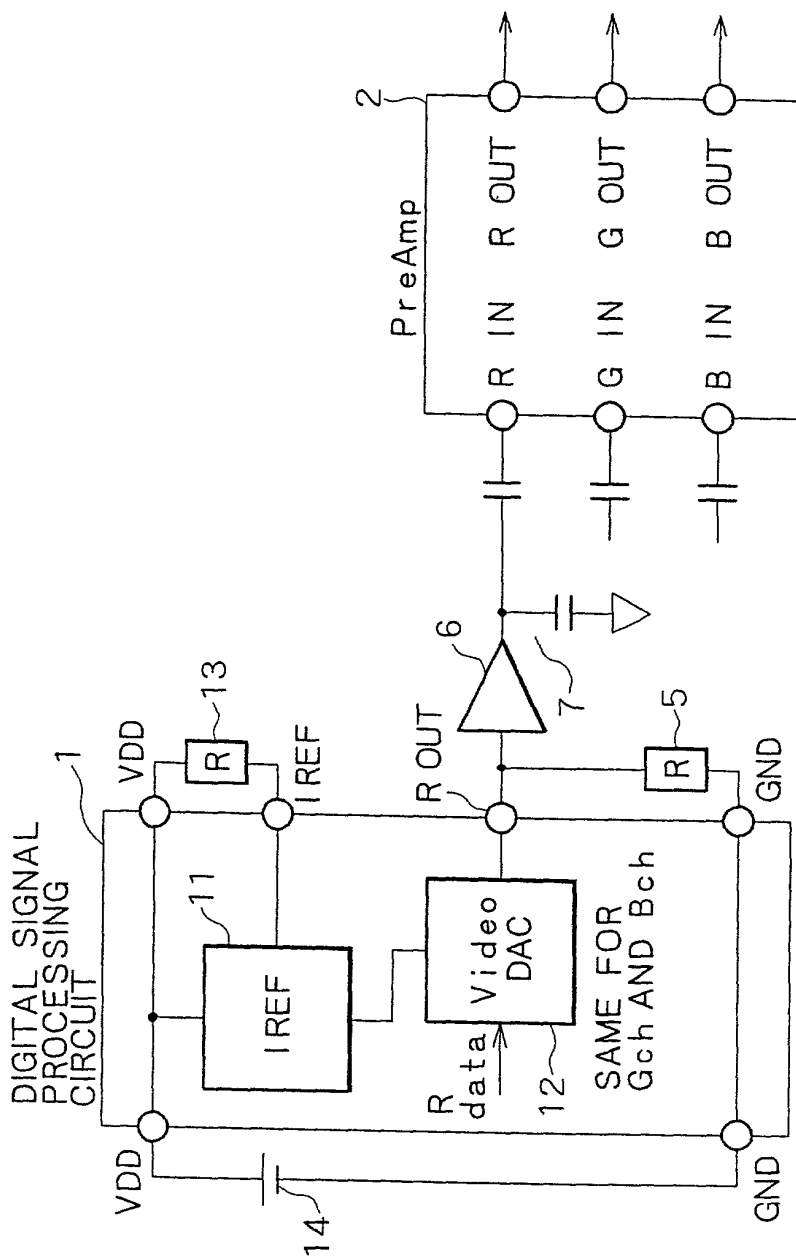 DIGITAL SIGNAL
PROCESSING
CIRCUIT
1
VDD
VDD
13
R
IREF
11
IREF
14
R
data
Video
DAC
12
SAME FOR
Gch AND Bch
R OUT
6
7
5
R
GND
GND
PreAmp
2
R IN R OUT
G IN G OUT
B IN B OUT